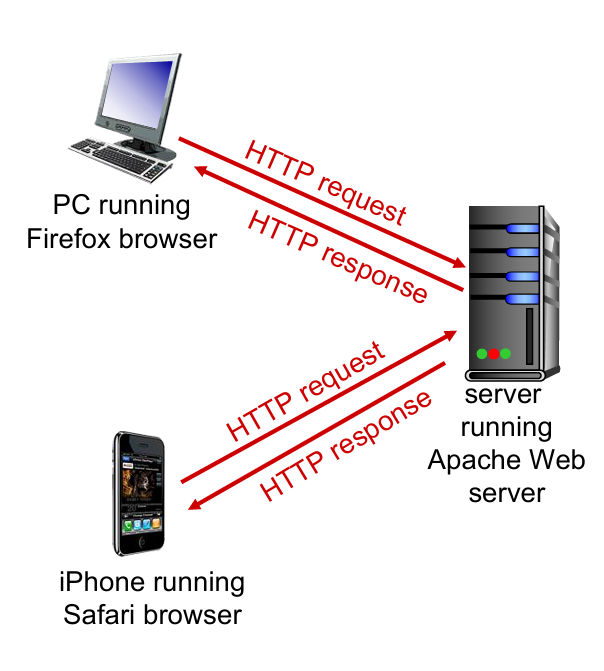 HTTP request
HTTP response
PC running
Firefox browser
HTTP request
HTTP response
server
running
Apache Web
server
iPhone running
Safari browser